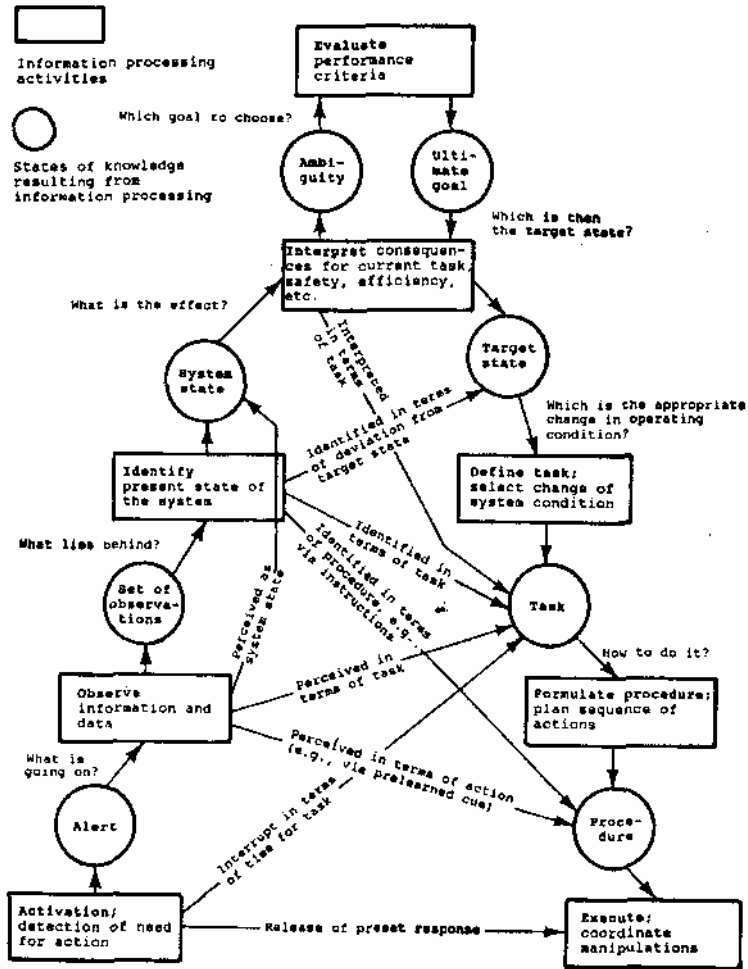 Information processing
activities
Evaluate
performance
criteria
Which goal to choose?
States of knowledge
resulting from
information processing
Ambi-
guity
Ulti-
mate
goal
Which is then
the target state?
Interpret consequen-
ces for current task,
safety, efficiency,
etc.
What is the effect?
System
state
Interpreted
in terms
of task
Target
state
Identified in terms
of deviation from
target state
Which is the appropriate
change in operating
condition?
Identify
present state of
the system
Define task;
select change of
system condition
What lies behind?
Identified in
terms of task
Identified in terms
of procedure, e.g.,
via instructions
Set of
observa-
tions
Perceived as
system state
Task
How to do it?
Perceived in
terms of task
Observe
information and
data
Formulate procedure;
plan sequence of
actions
What is
going on?
Perceived in terms of action
(e.g., via prelearned cue)
Alert
Interrupt in terms
of time for task
Proce-
dure
Activation;
detection of need
for action
Release of preset response
Execute;
coordinate
manipulations